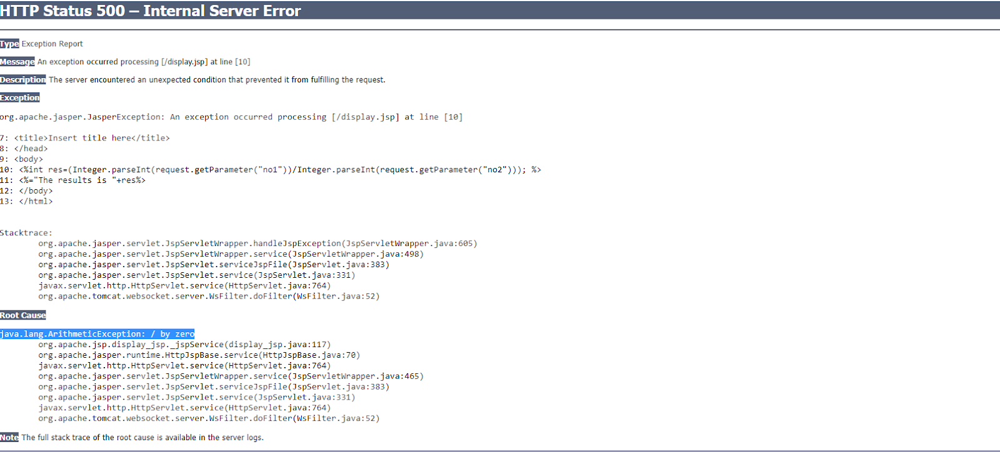 HTTP Status 500 – Internal Server Error
Type Exception Report
Message An exception occurred processing [/display.jsp] at line [10]
Description The server encountered an unexpected condition that prevented it from fulfilling the request.
Exception
org.apache.jasper.JasperException: An exception occurred processing [/display.jsp] at line [10]
7: <title>Insert title here</title>
8: </head>
9: <body>
10: <%int res=(Integer.parseInt(request.getParameter("no1"))/Integer.parseInt(request.getParameter("no2"))); %>
11: <%="The results is "+res%>
12: </body>
13: </html>
Stacktrace:
org.apache.jasper.servlet.JspServletWrapper.handleJspException(JspServletWrapper.java:605)
org.apache.jasper.servlet.JspServletWrapper.service(JspServletWrapper.java:498)
org.apache.jasper.servlet.JspServlet.serviceJspFile(JspServlet.java:383)
org.apache.jasper.servlet.JspServlet.service(JspServlet.java:331)
javax.servlet.http.HttpServlet.service(HttpServlet.java:764)
org.apache.tomcat.websocket.server.WsFilter.doFilter(WsFilter.java:52)
Root Cause
java.lang.ArithmeticException: / by zero
org.apache.jsp.display_jsp._jspService(display_jsp.java:117)
org.apache.jasper.runtime.HttpJspBase.service(HttpJspBase.java:70)
javax.servlet.http.HttpServlet.service(HttpServlet.java:764)
org.apache.jasper.servlet.JspServletWrapper.service(JspServletWrapper.java:465)
org.apache.jasper.servlet.JspServlet.serviceJspFile(JspServlet.java:383)
org.apache.jasper.servlet.JspServlet.service(JspServlet.java:331)
javax.servlet.http.HttpServlet.service(HttpServlet.java:764)
org.apache.tomcat.websocket.server.WsFilter.doFilter(WsFilter.java:52)
Note The full stack trace of the root cause is available in the server logs.